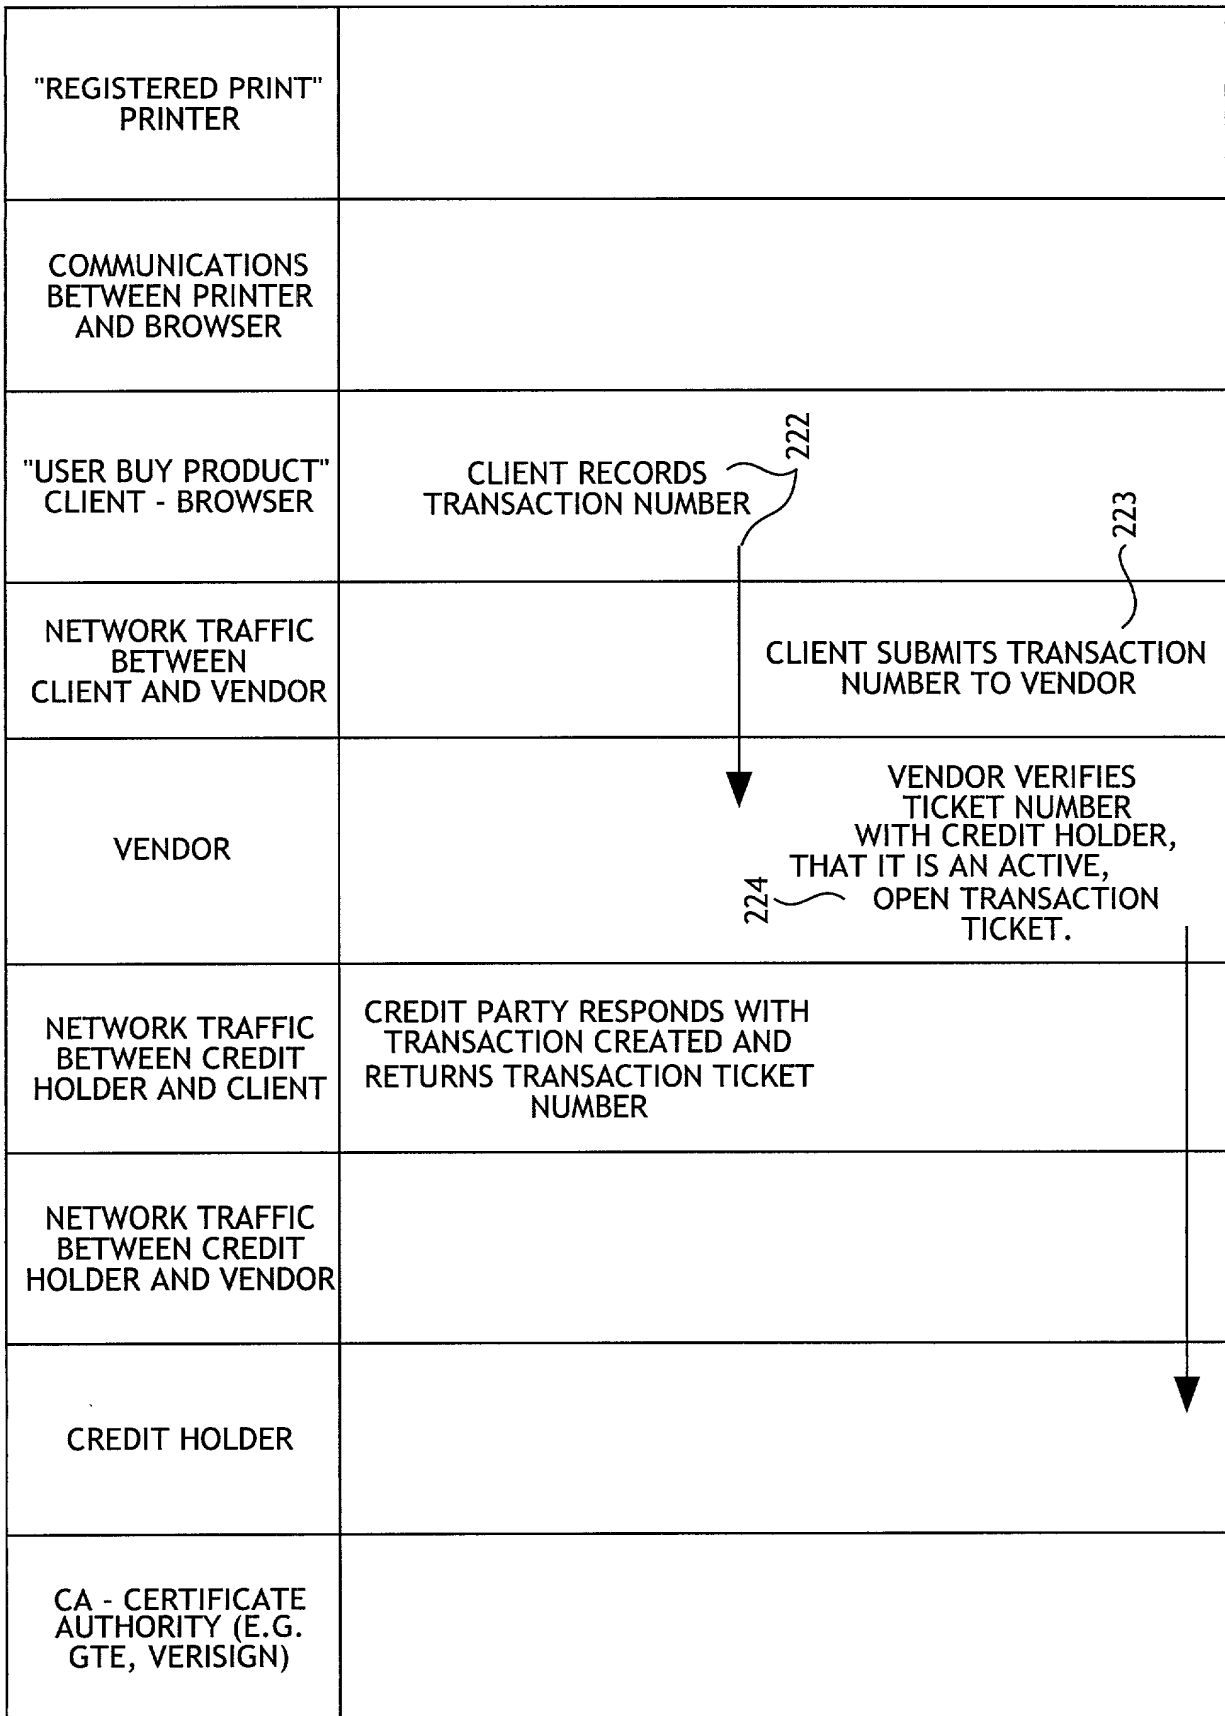 "REGISTERED PRINT"
PRINTER
COMMUNICATIONS
BETWEEN PRINTER
AND BROWSER
"USER BUY PRODUCT"
CLIENT - BROWSER
CLIENT RECORDS
TRANSACTION NUMBER
222
223
NETWORK TRAFFIC
BETWEEN
CLIENT AND VENDOR
CLIENT SUBMITS TRANSACTION
NUMBER TO VENDOR
VENDOR
VENDOR VERIFIES
TICKET NUMBER
WITH CREDIT HOLDER,
THAT IT IS AN ACTIVE,
OPEN TRANSACTION
TICKET.
224
NETWORK TRAFFIC
BETWEEN CREDIT
HOLDER AND CLIENT
CREDIT PARTY RESPONDS WITH
TRANSACTION CREATED AND
RETURNS TRANSACTION TICKET
NUMBER
NETWORK TRAFFIC
BETWEEN CREDIT
HOLDER AND VENDOR
CREDIT HOLDER
CA - CERTIFICATE
AUTHORITY (E.G.
GTE, VERISIGN)